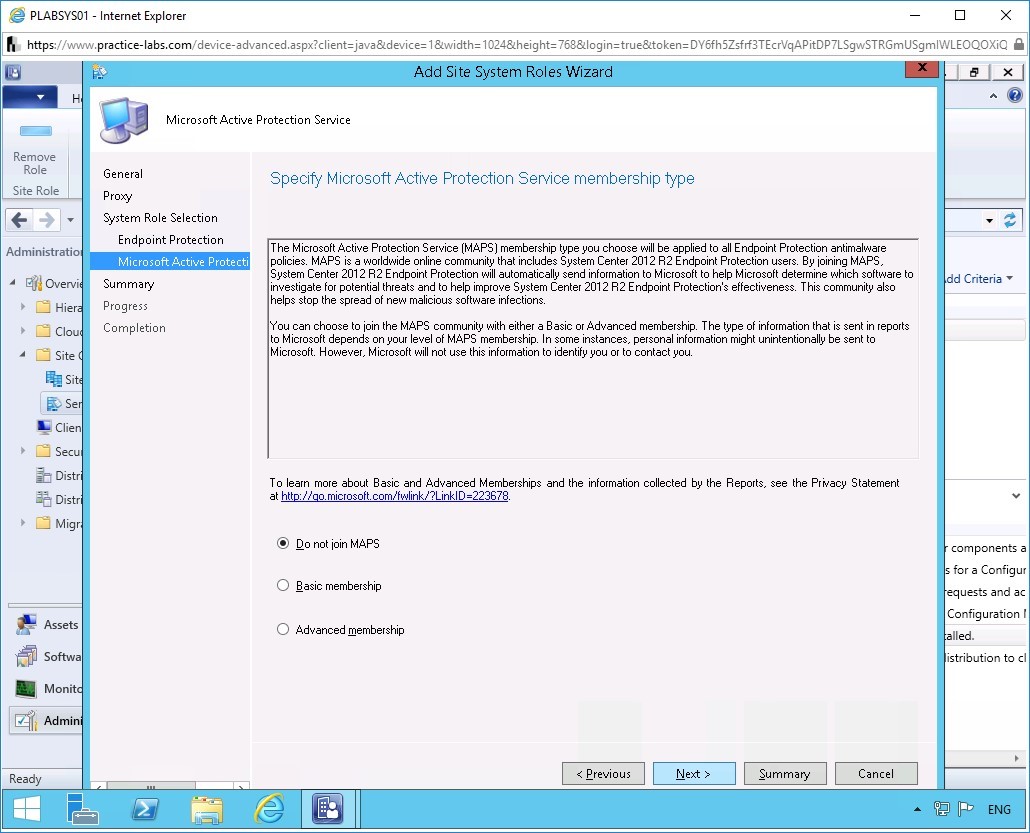 PLABSYS01 - Internet Explorer
https://www.practice-labs.com/device-advanced.aspx?client=java&device=1&width=1024&height=768&login=true&token=
Add Site System Roles Wizard
X
Microsoft Active Protection Service
Remove
Role
Site Role
General
Proxy
System Role Selection
Endpoint Protection
Microsoft Active Protecti
Summary
Progress
Completion
Specify Microsoft Active Protection Service membership type
The Microsoft Active Protection Service (MAPS) membership type you choose will be applied to all Endpoint Protection antimalware
policies. MAPS is a worldwide online community that includes System Center 2012 R2 Endpoint Protection users. By joining MAPS,
System Center 2012 R2 Endpoint Protection will automatically send information to Microsoft to help Microsoft determine which software to
investigate for potential threats and to help improve System Center 2012 R2 Endpoint Protection's effectiveness. This community also
helps stop the spread of new malicious software infections.
You can choose to join the MAPS community with either a Basic or Advanced membership. The type of information that is sent in reports
to Microsoft depends on your level of MAPS membership. In some instances, personal information might unintentionally be sent to
Microsoft. However, Microsoft will not use this information to identify you or to contact you.
To learn more about Basic and Advanced Memberships and the information collected by the Reports, see the Privacy Statement
at http://go.microsoft.com/fwlink/?LinkID=223678.
Do not join MAPS
Basic membership
Advanced membership
< Previous
Next >
Summary
Cancel
Administration
Overvie
Hiera
Cloud
Site C
Site
Ser
Clien
Secu
Distri
Distri
Migra
Assets
Softwa
Monito
Admini
Ready
dd Criteria
r components a
s for a Configur
requests and ac
Configuration M
talled.
distribution to cl
ENG